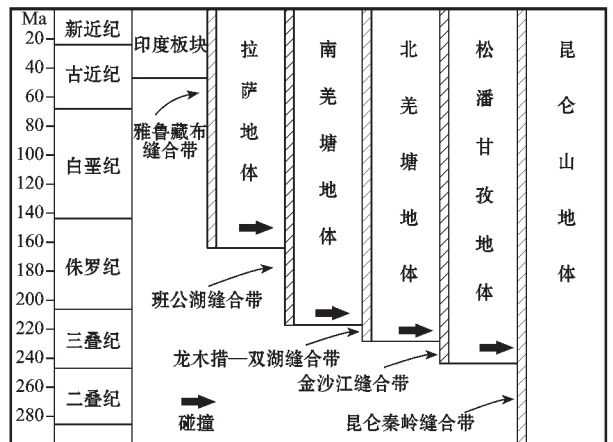 Ma
20
40
60
80
100
120
140
160
180
200
220
240
260
280
新近纪
古近纪
白垩纪
侏罗纪
三叠纪
二叠纪
印度板块
拉萨地体
南羌塘地体
北羌塘地体
松潘甘孜地体
昆仑山地体
雅鲁藏布
缝合带
班公湖缝合带
龙木措—双湖缝合带
金沙江缝合带
昆仑秦岭缝合带
碰撞